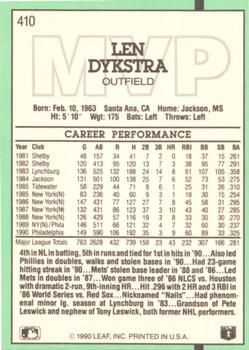 410
MVP
LEN
DYKSTRA
OUTFIELD
Born: Feb. 10, 1963 Santa Ana, CA Home: Jackson, MS
Ht: 5' 10" Wgt: 175 Bats: Left Throws: Left
CAREER PERFORMANCE
Year Club G AB R H 2B 3B HR RBI BB SB BA
1981 Shelby 48 157 34 41 7 2 0 18 .261
1982 Shelby 120 413 95 120 13 7 3 38 95 77 .291
1983 Lynchburg 136 525 132 188 24 14 8 81 107 105 .358
1984 Jackson 131 501 100 138 25 7 6 52 73 53 .275
1985 Tidewater 58 229 44 71 8 6 1 25 31 26 .310
1985 New York(N) 83 236 40 60 9 3 1 19 30 15 .254
1986 New York(N) 147 431 77 127 27 7 8 45 58 31 .295
1987 New York(N) 132 431 86 123 37 3 10 43 40 27 .285
1988 New York(N) 126 429 57 116 19 3 8 33 30 30 .270
1989 NY(N)/Phila 146 511 66 121 32 4 7 32 60 30 .237
1990 Philadelphia 149 590 106 192 35 3 9 60 89 33 .325
Major League Totals 783 2628 432 739 159 23 43 232 307 166 .281
4th in NL in batting, 5th in runs and tied for 1st in hits in '90...Also led
Phillies in doubles, walks and stolen bases in '90...Had 23-game
hitting streak in '90...Mets' stolen base leader in '88 and '86...Led
Mets in doubles in '87...Won game three of '86 NLCS vs. Houston
with dramatic 2-run, 9th-inning HR...Hit .296 with 2 HR and 3 RBI in
'86 World Series vs. Red Sox...Nicknamed "Nails"...Had phenom-
enal minor lg. season at Lynchburg in '83...Grandson of Pete
Leswick and nephew of Tony Leswick, both former NHL performers.
© 1990 LEAF, INC. PRINTED IN U.S.A.